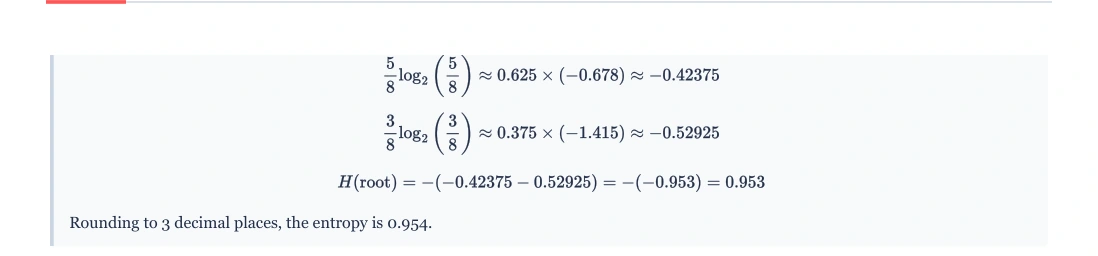 5/8 log₂ (5/8) ≈ 0.625 × (−0.678) ≈ −0.42375
3/8 log₂ (3/8) ≈ 0.375 × (−1.415) ≈ −0.52925
H(root) = −(−0.42375 − 0.52925) = −(−0.953) = 0.953
Rounding to 3 decimal places, the entropy is 0.954.